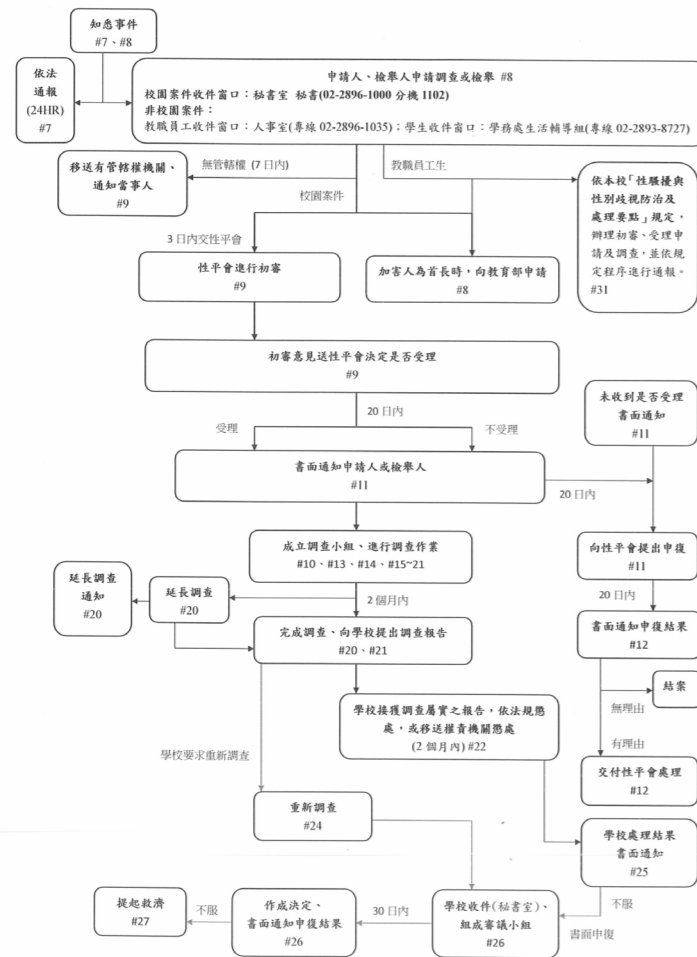 知悉事件
#7、#8
依法
通報
(24HR)
#7
申請人、檢舉人申請調查或檢舉 #8
校園案件收件窗口：秘書室 秘書(02-2896-1000 分機 1102)
非校園案件：
教職員工收件窗口：人事室(專線 02-2896-1035)；學生收件窗口：學務處生活輔導組(專線 02-2893-8727)
移送有管轄權機關、
通知當事人
#9
無管轄權 (7 日內)
教職員工生
校園案件
依本校「性騷擾與
性別歧視防治及
處理要點」規定，
辦理初審、受理申
請及調查，並依規
定程序進行通報。
#31
3 日內交性平會
性平會進行初審
#9
加害人為首長時，向教育部申請
#8
初審意見送性平會決定是否受理
#9
20 日內
受理
不受理
未收到是否受理
書面通知
#11
書面通知申請人或檢舉人
#11
20 日內
成立調查小組、進行調查作業
#10、#13、#14、#15~21
向性平會提出申復
#11
延長調查
通知
#20
延長調查
#20
2 個月內
20 日內
完成調查、向學校提出調查報告
#20、#21
書面通知申復結果
#12
結案
無理由
學校接獲調查屬實之報告，依法規懲
處，或移送權責機關懲處
(2 個月內) #22
有理由
學校要求重新調查
交付性平會處理
#12
重新調查
#24
學校處理結果
書面通知
#25
提起救濟
#27
不服
作成決定、
書面通知申復結果
#26
30 日內
學校收件(秘書室)、
組成審議小組
#26
不服
書面申復